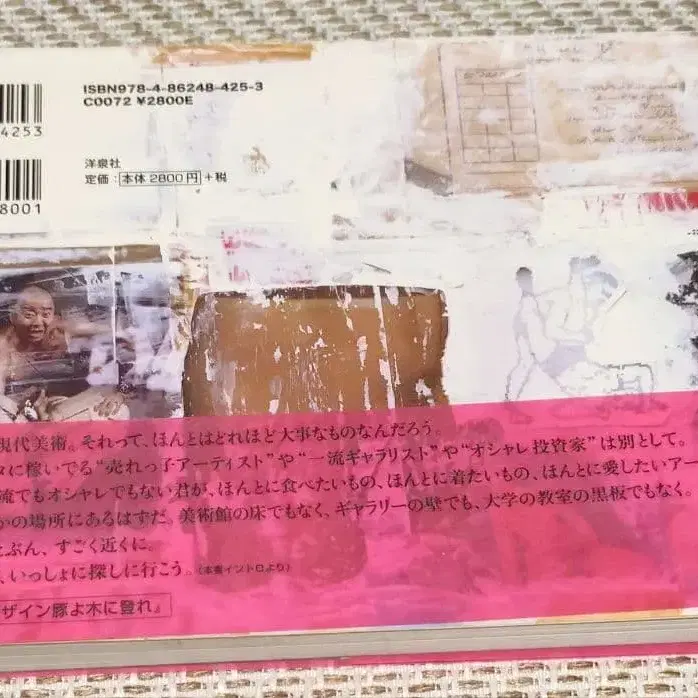 ISBN978-4-86248-425-3
C0072 ¥2800E
4253
洋泉社
定価：本体2800円+税
8001
現代美術。それって、ほんとはどれほど大事なものなんだろう。
タに稼いでる“売れっ子アーティスト”や“一流ギャラリスト”や“オシャレ投資家”は別として。
流でもオシャレでもない君が、ほんとに食べたいもの、ほんとに着たいもの、ほんとに愛したいアー
かの場所にあるはずだ。美術館の床でもなく、ギャラリーの壁でも、大学の教室の黒板でもなく。
とぶん、すごく近くに。
、いっしょに探しに行こう。(本書イントロより)
ザイン豚よ木に登れ』